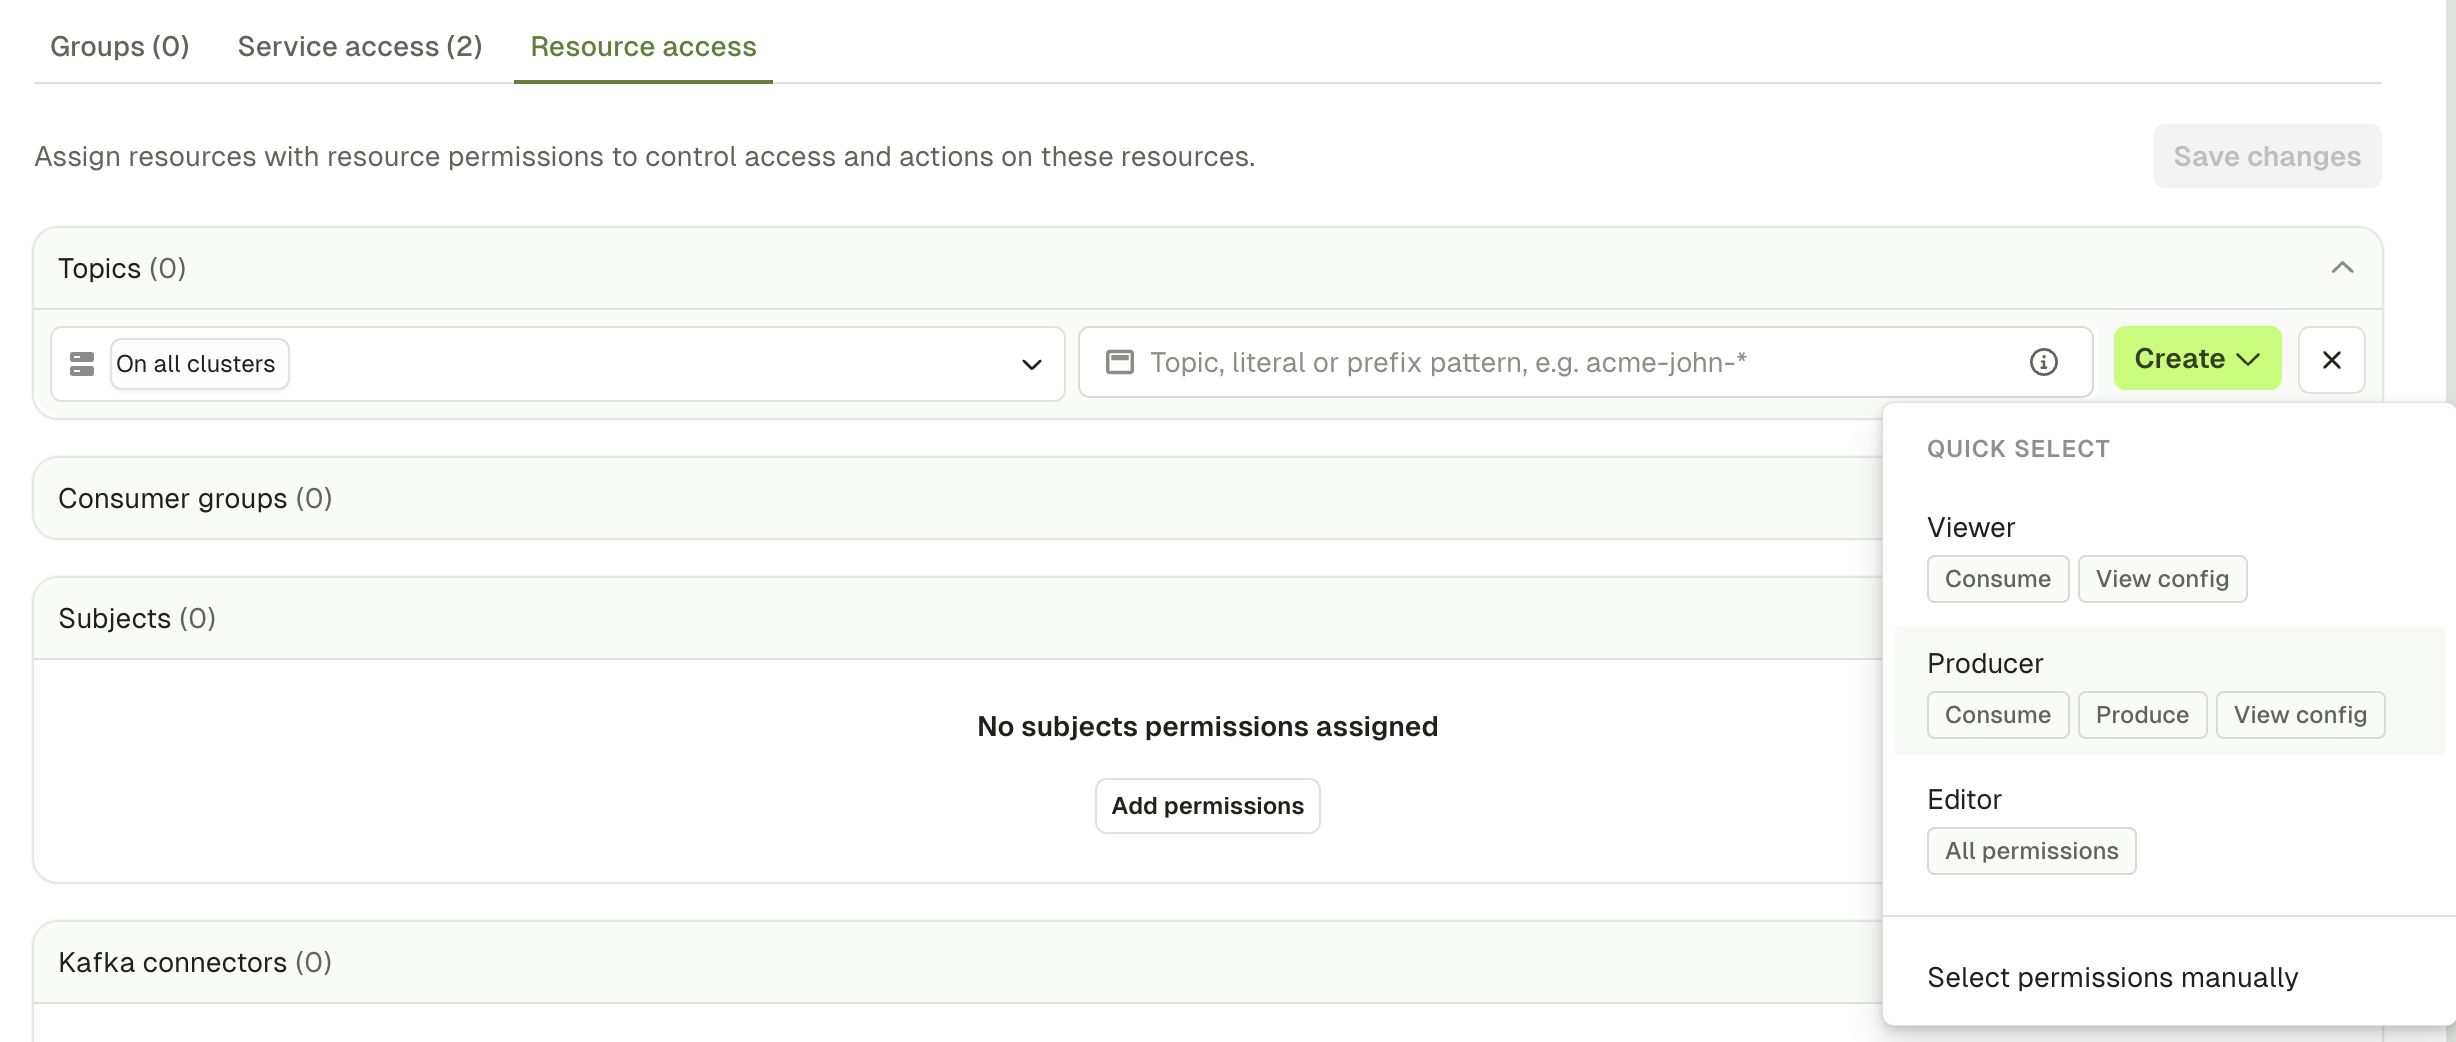 Groups (0) Service access (2) Resource access
Assign resources with resource permissions to control access and actions on these resources.
Save changes
Topics (0)
On all clusters
Topic, literal or prefix pattern, e.g. acme-john-*
Create
QUICK SELECT
Viewer
Consume View config
Producer
Consume Produce View config
Editor
All permissions
Select permissions manually
Consumer groups (0)
Subjects (0)
No subjects permissions assigned
Add permissions
Kafka connectors (0)